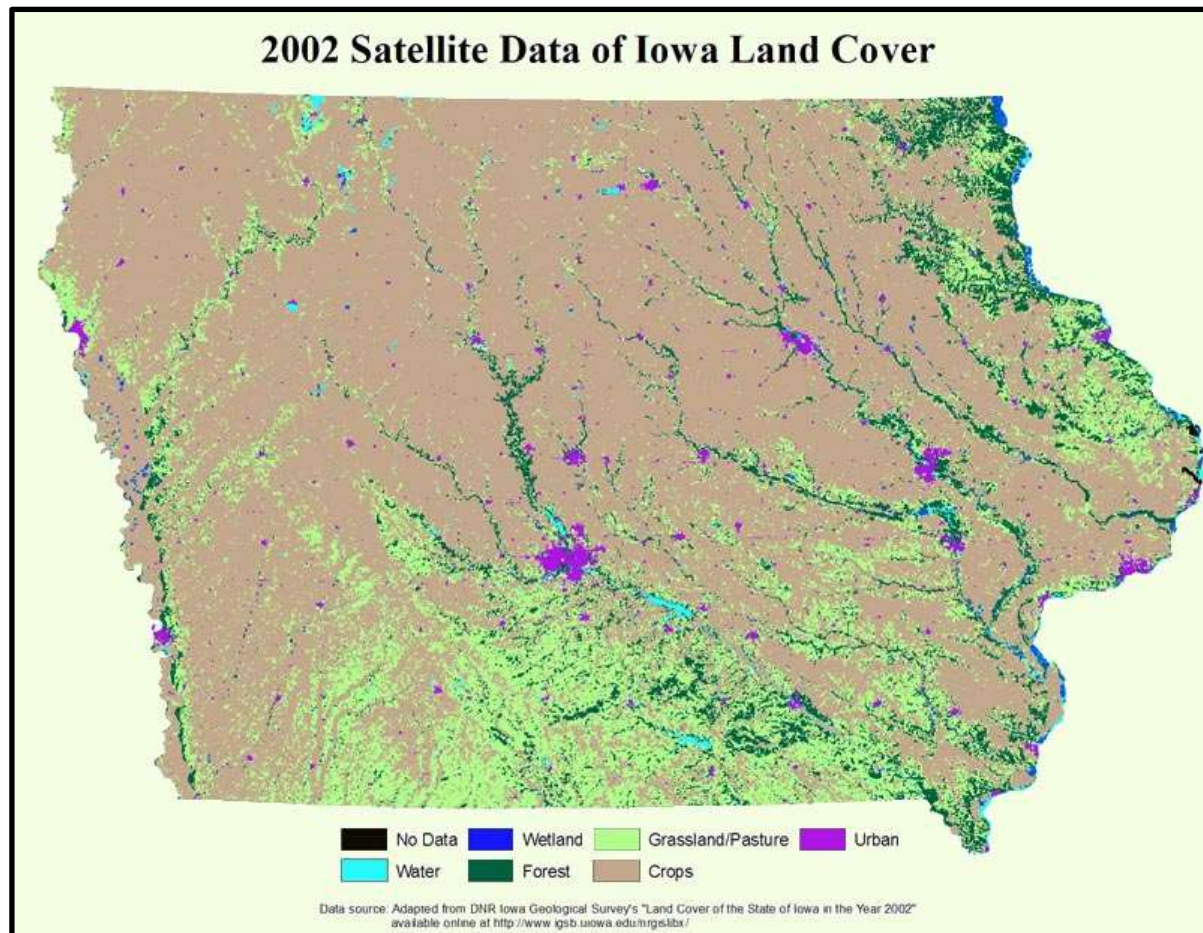 2002 Satellite Data of Iowa Land Cover
No Data Wetland Grassland/Pasture Urban
Water Forest Crops
Data source: Adapted from DNR Iowa Geological Survey's "Land Cover of the State of Iowa in the Year 2002"
available online at http://www.igsb.uiowa.edu/nrgislibx/